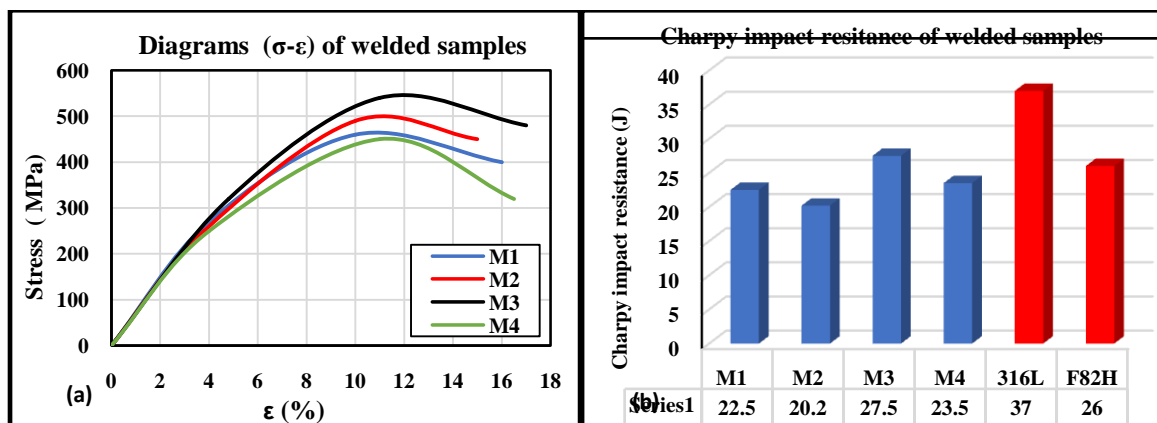 Diagrams (σ-ε) of welded samples
600
500
400
300
200
100
0
Stress ( MPa)
M1
M2
M3
M4
0 2 4 6 8 10 12 14 16 18
(a)
ε (%)
Charpy impact resitance of welded samples
40
35
30
25
20
15
10
5
0
Charpy impact resistance (J)
M1 M2 M3 M4 316L F82H
(b)
Series1 22.5 20.2 27.5 23.5 37 26